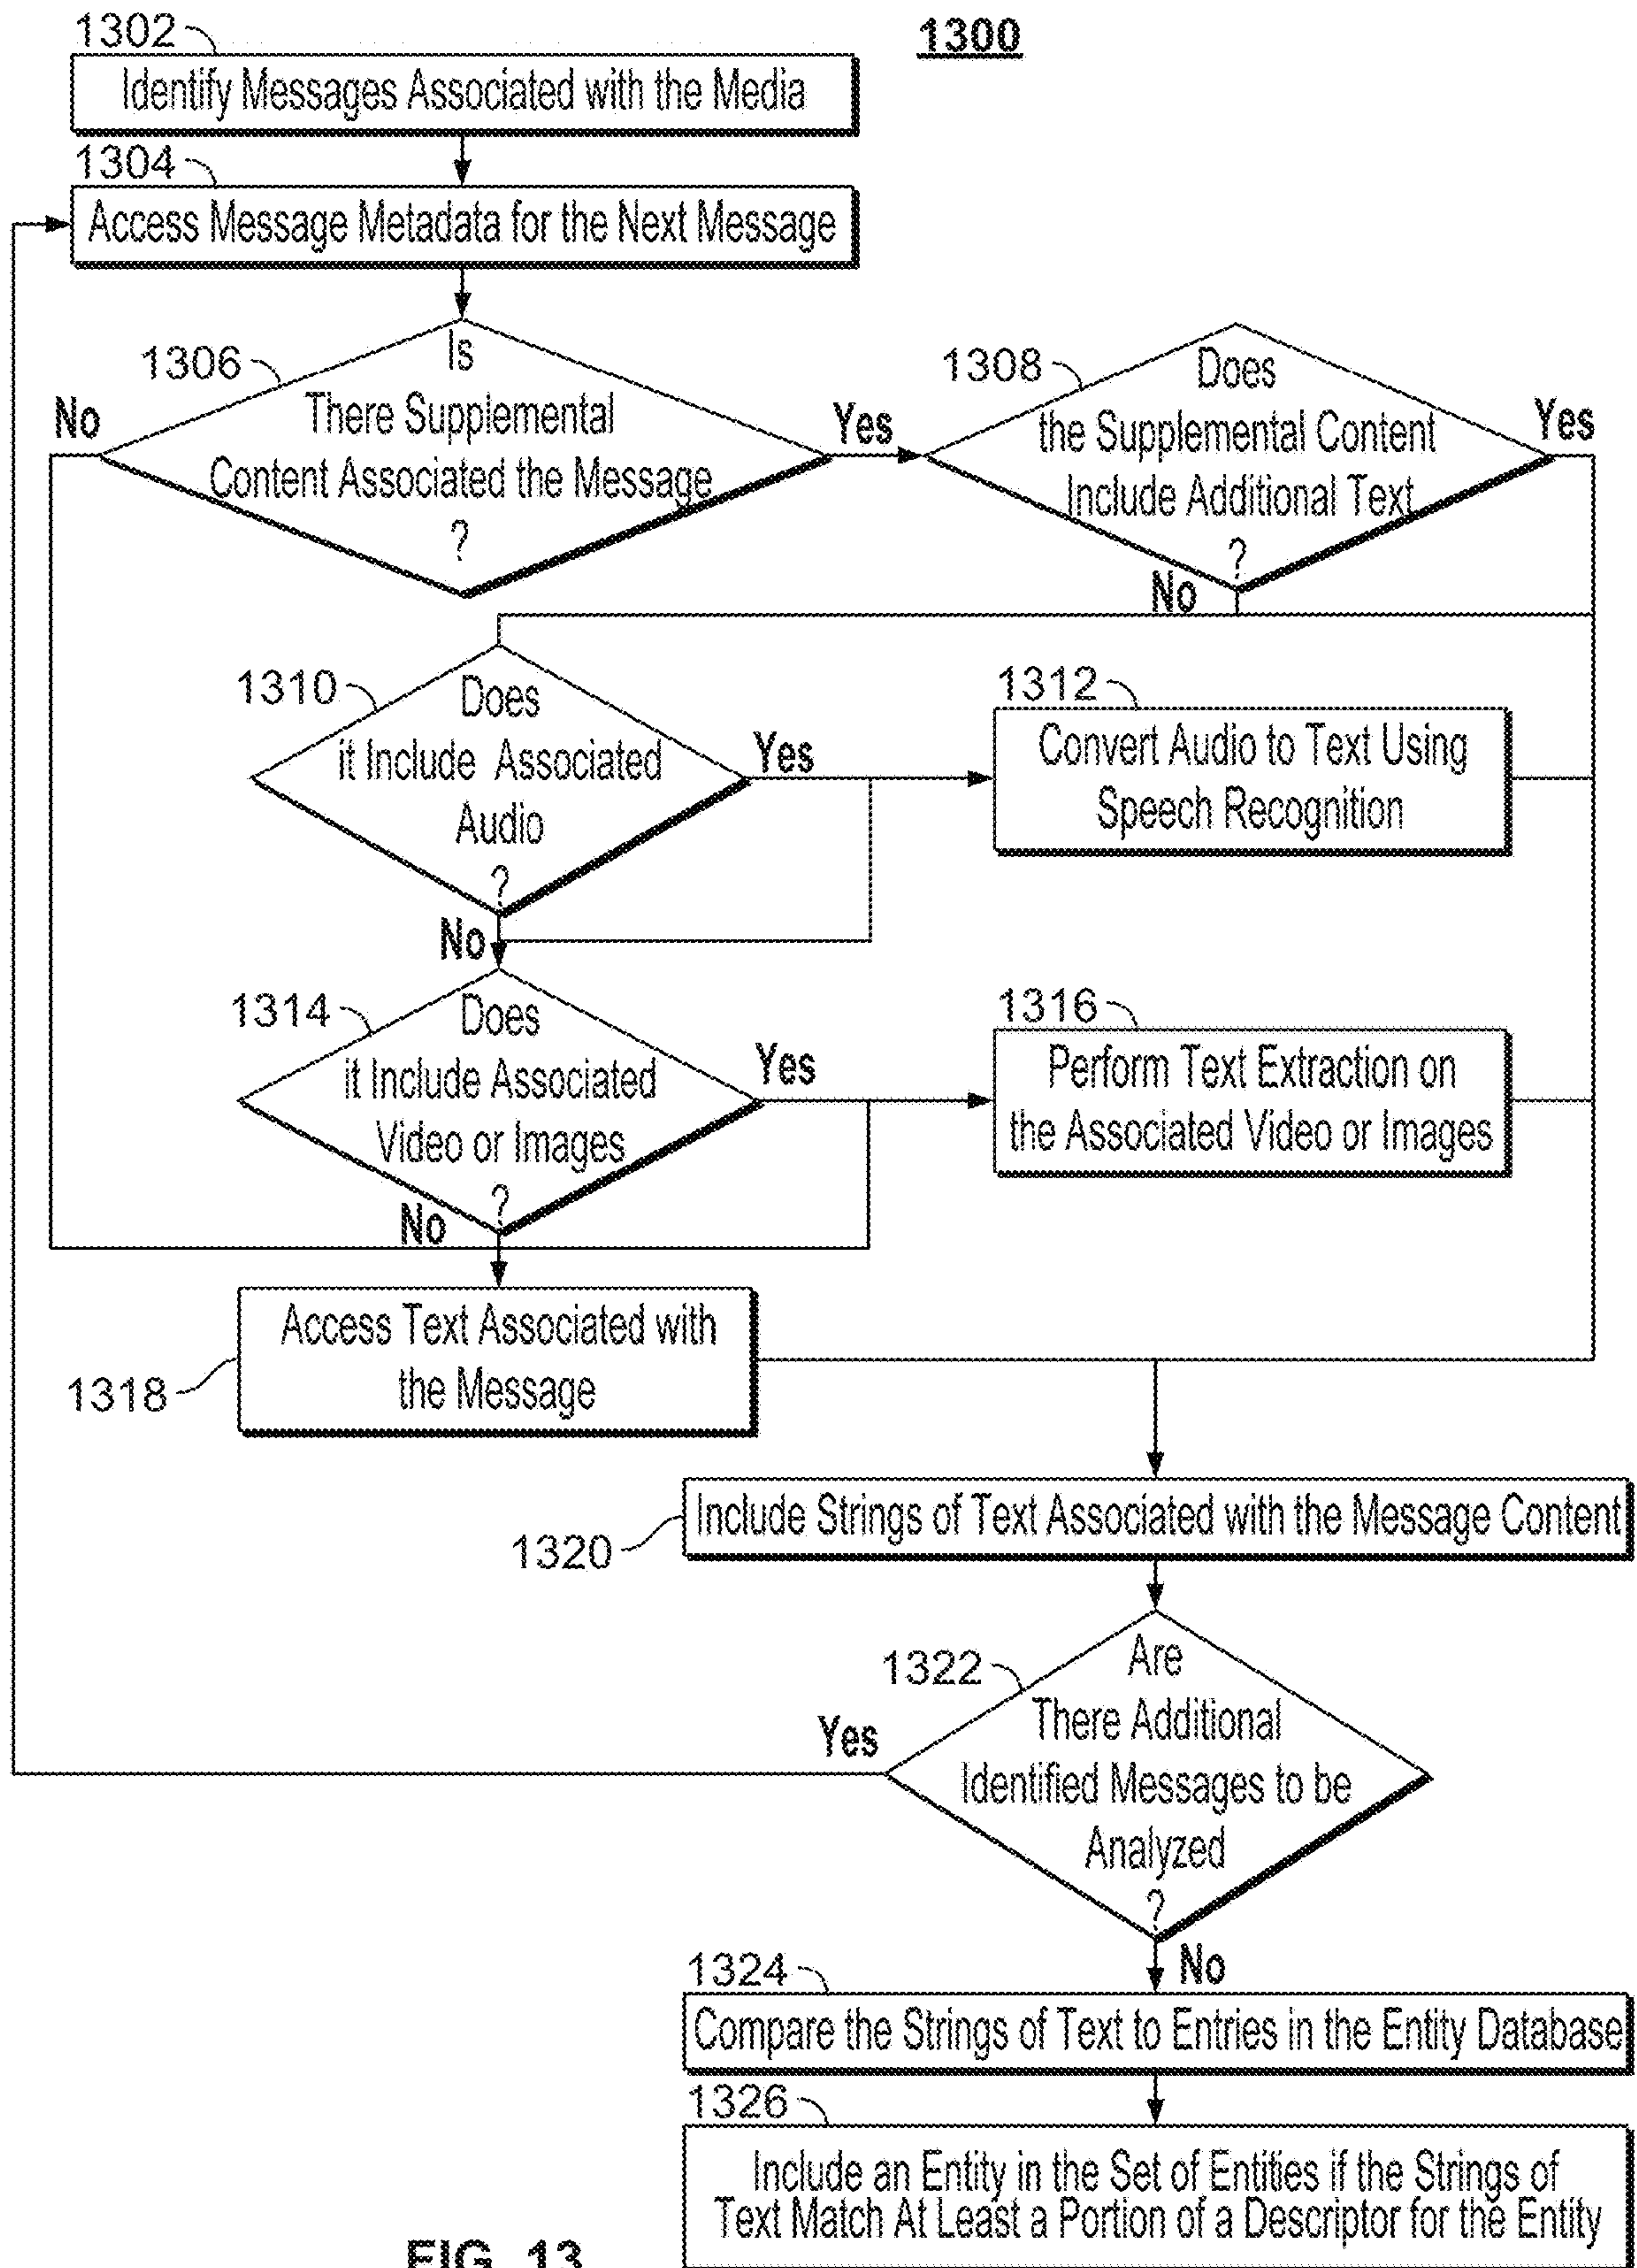 1300
1302
Identify Messages Associated with the Media
1304
Access Message Metadata for the Next Message
1306
Is
There Supplemental
Content Associated the Message
?
No
Yes
1308
Does
the Supplemental Content
Include Additional Text
?
Yes
No
1310
Does
it Include Associated
Audio
?
Yes
No
1312
Convert Audio to Text Using
Speech Recognition
1314
Does
it Include Associated
Video or Images
?
Yes
No
1316
Perform Text Extraction on
the Associated Video or Images
1318
Access Text Associated with
the Message
1320
Include Strings of Text Associated with the Message Content
1322
Are
There Additional
Identified Messages to be
Analyzed
?
Yes
No
1324
Compare the Strings of Text to Entries in the Entity Database
1326
Include an Entity in the Set of Entities if the Strings of
Text Match At Least a Portion of a Descriptor for the Entity
FIG. 13